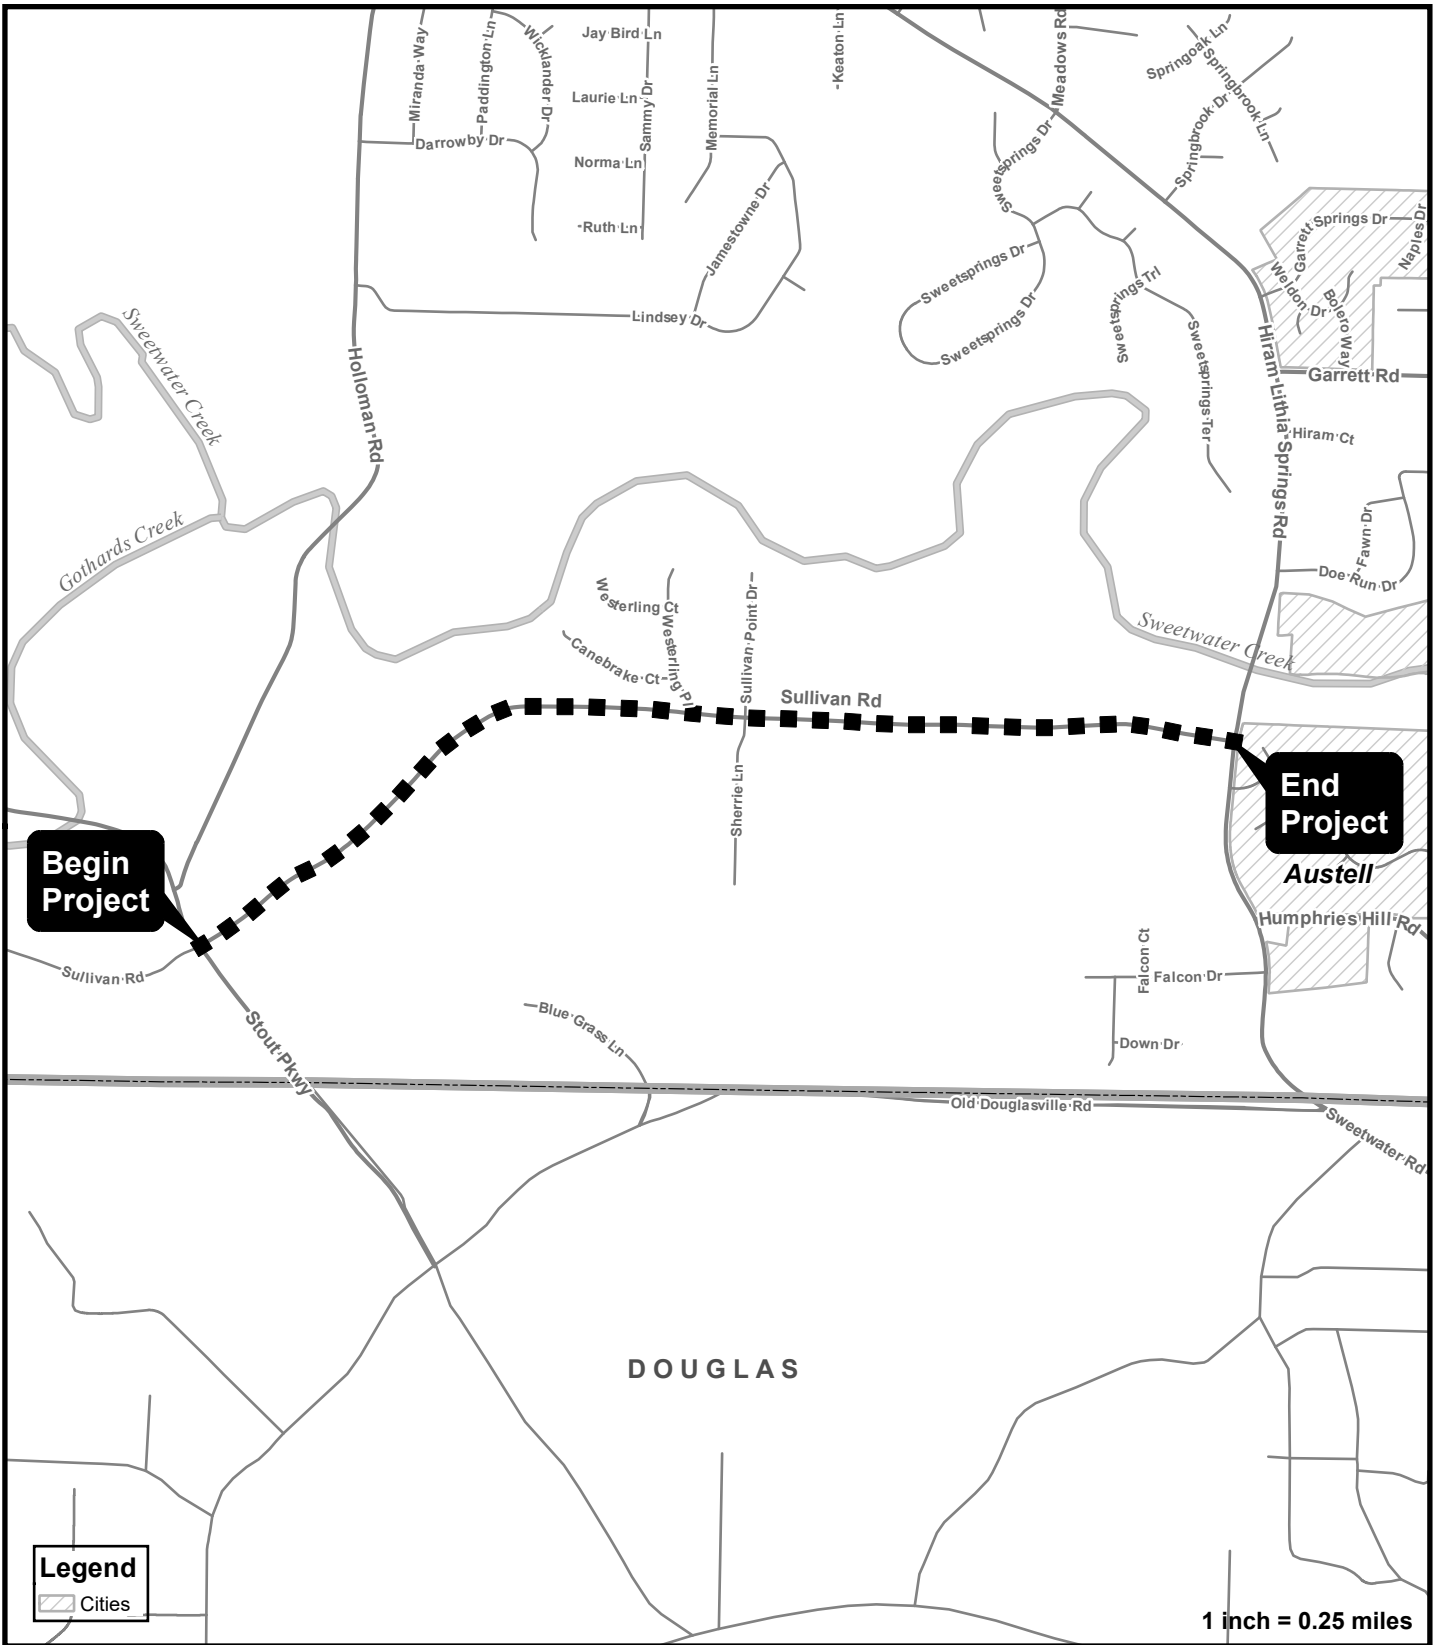 Miranda Way
Paddington Ln
Wicklander Dr
Jay Bird Ln
Keaton Ln
Meadows Rd
Springoak Ln
Springbrook Ln
Laurie Ln
Sammy Dr
Memorial Ln
Springbrook Dr
Darrowby Dr
Norma Ln
Sweetsprings Dr
Ruth Ln
Jamestowne Dr
Garrett Springs Dr
Naples Dr
Sweetsprings Dr
Sweetsprings Dr
Sweetsprings Trl
Weldon Dr
Bolero Way
Lindsey Dr
Sweetwater Creek
Holloman Rd
Sweetsprings Ter
Hiram Lithia Springs Rd
Garrett Rd
Hiram Ct
Gothards Creek
Fawn Dr
Doe Run Dr
Westerling Ct
Westerling Pl
Sullivan Point Dr
Canebrake Ct
Sweetwater Creek
Sullivan Rd
Sherrie Ln
End
Project
Begin
Project
Austell
Humphries Hill Rd
Sullivan Rd
Falcon Ct
Falcon Dr
Stout Pkwy
Blue Grass Ln
Down Dr
Old Douglasville Rd
Sweetwater Rd
DOUGLAS
Legend
Cities
1 inch = 0.25 miles